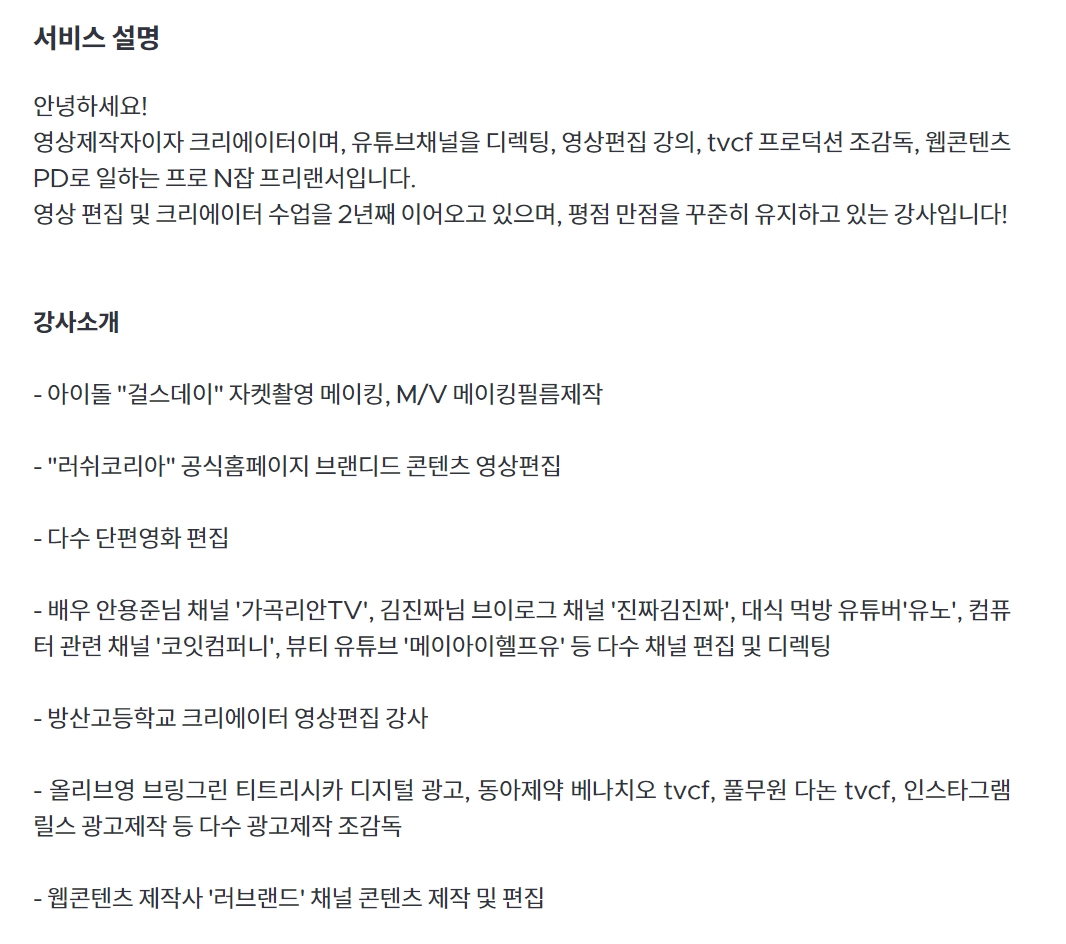 서비스 설명
안녕하세요!
영상제작자이자 크리에이터이며, 유튜브채널을 디렉팅, 영상편집 강의, tvcf 프로덕션 조감독, 웹콘텐츠
PD로 일하는 프로 N잡 프리랜서입니다.
영상 편집 및 크리에이터 수업을 2년째 이어오고 있으며, 평점 만점을 꾸준히 유지하고 있는 강사입니다!
강사소개
- 아이돌 "걸스데이" 자켓촬영 메이킹, M/V 메이킹필름제작
- "러쉬코리아" 공식홈페이지 브랜디드 콘텐츠 영상편집
- 다수 단편영화 편집
- 배우 안용준님 채널 '가곡리안TV', 김진짜님 브이로그 채널 '진짜김진짜', 대식 먹방 유튜버'유노', 컴퓨
터 관련 채널 '코잇컴퍼니', 뷰티 유튜브 '메이아이헬프유' 등 다수 채널 편집 및 디렉팅
- 방산고등학교 크리에이터 영상편집 강사
- 올리브영 브링그린 티트리시카 디지털 광고, 동아제약 베나치오 tvcf, 풀무원 다논 tvcf, 인스타그램
릴스 광고제작 등 다수 광고제작 조감독
- 웹콘텐츠 제작사 '러브랜드' 채널 콘텐츠 제작 및 편집